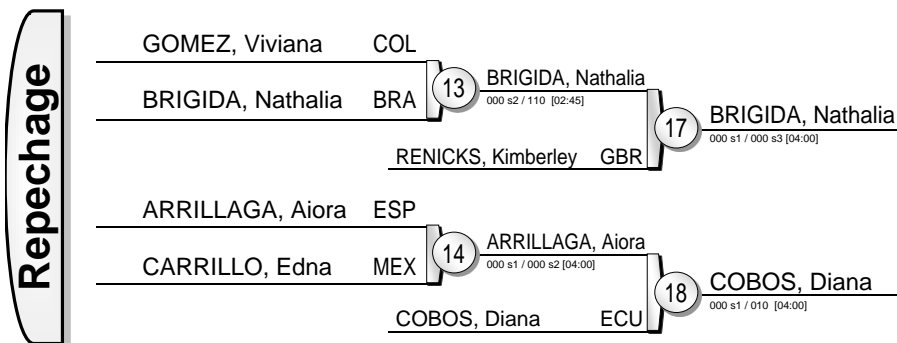 Repechage
GOMEZ, Viviana COL
BRIGIDA, Nathalia BRA
13
BRIGIDA, Nathalia
000 s2 / 110 [02:45]
RENICKS, Kimberley GBR
17
BRIGIDA, Nathalia
000 s1 / 000 s3 [04:00]
ARRILLAGA, Aiora ESP
CARRILLO, Edna MEX
14
ARRILLAGA, Aiora
000 s1 / 000 s2 [04:00]
COBOS, Diana ECU
18
COBOS, Diana
000 s1 / 010 [04:00]